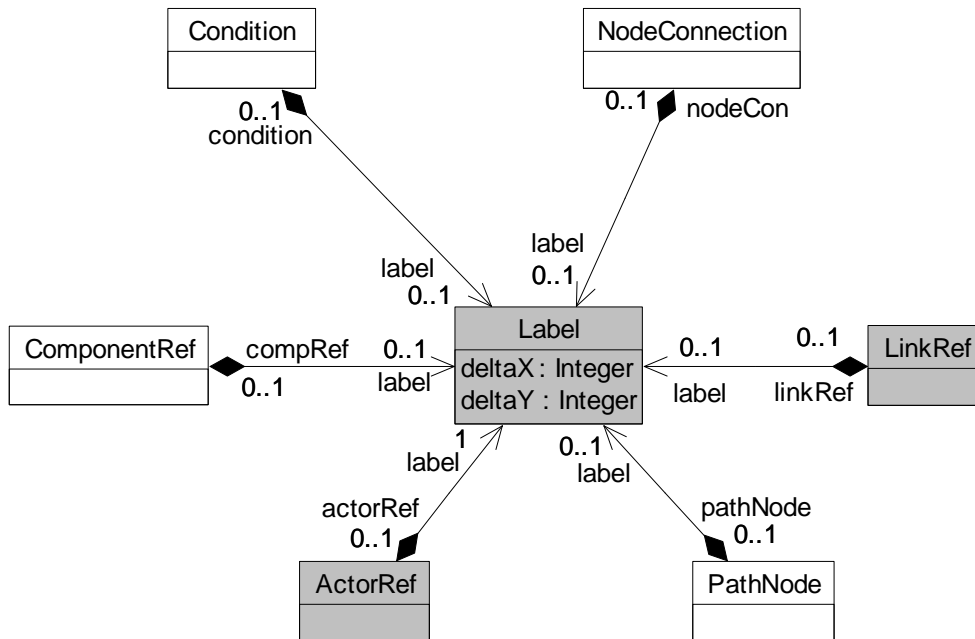 Condition
NodeConnection
0..1
condition
0..1
nodeCon
label
0..1
label
0..1
Label
deltaX : Integer
deltaY : Integer
ComponentRef
compRef
0..1
0..1
label
0..1
label
0..1
linkRef
LinkRef
1
label
0..1
label
actorRef
0..1
pathNode
0..1
ActorRef
PathNode